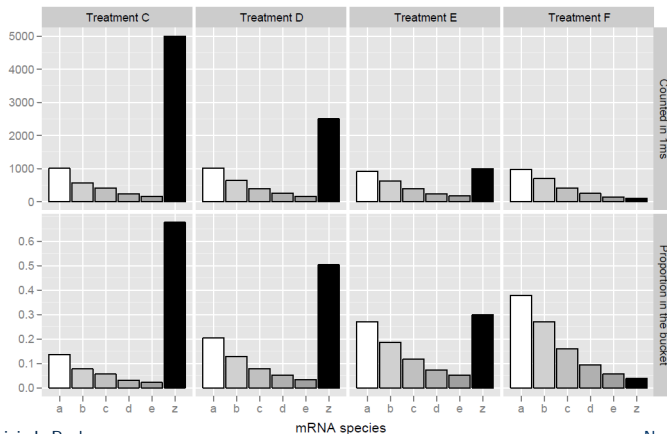 Treatment C Treatment D Treatment E Treatment F
5000
4000
3000
2000
1000
0
Counted in 1ms
0.6
0.5
0.4
0.3
0.2
0.1
0.0
Proportion in the bucket
a b c d e z a b c d e z a b c d e z a b c d e z
mRNA species